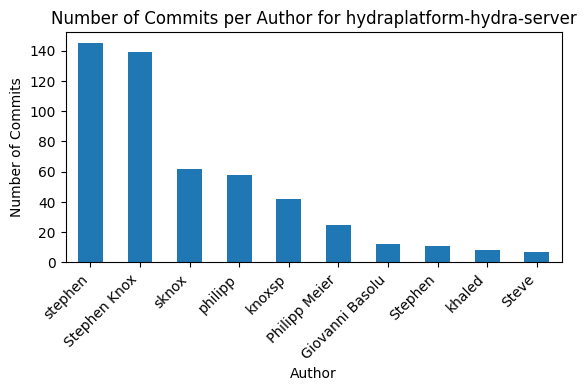 Number of Commits per Author for hydraplatform-hydra-server
Number of Commits
140
120
100
80
60
40
20
0
stephen
Stephen Knox
sknox
philipp
knoxsp
Philipp Meier
Giovanni Basolu
Stephen
khaled
Steve
Author